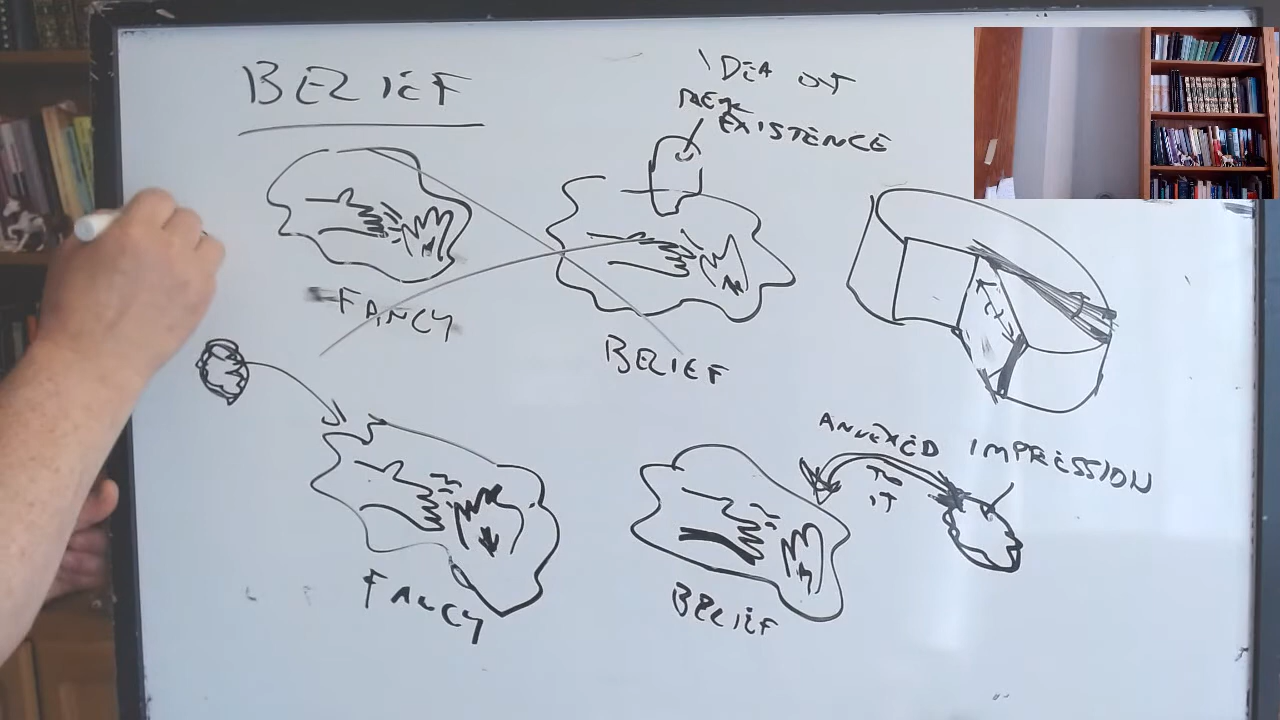 BELIEF
IDEA OF
REAL
EXISTENCE
FANCY
BELIEF
ANNEXED IMPRESSION
TO
IT
FANCY
BELIEF